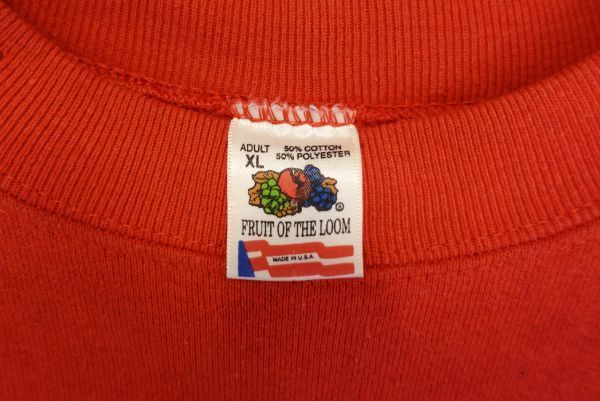 ADULT
XL
50% COTTON
50% POLYESTER
®
FRUIT OF THE LOOM
MADE IN U.S.A.